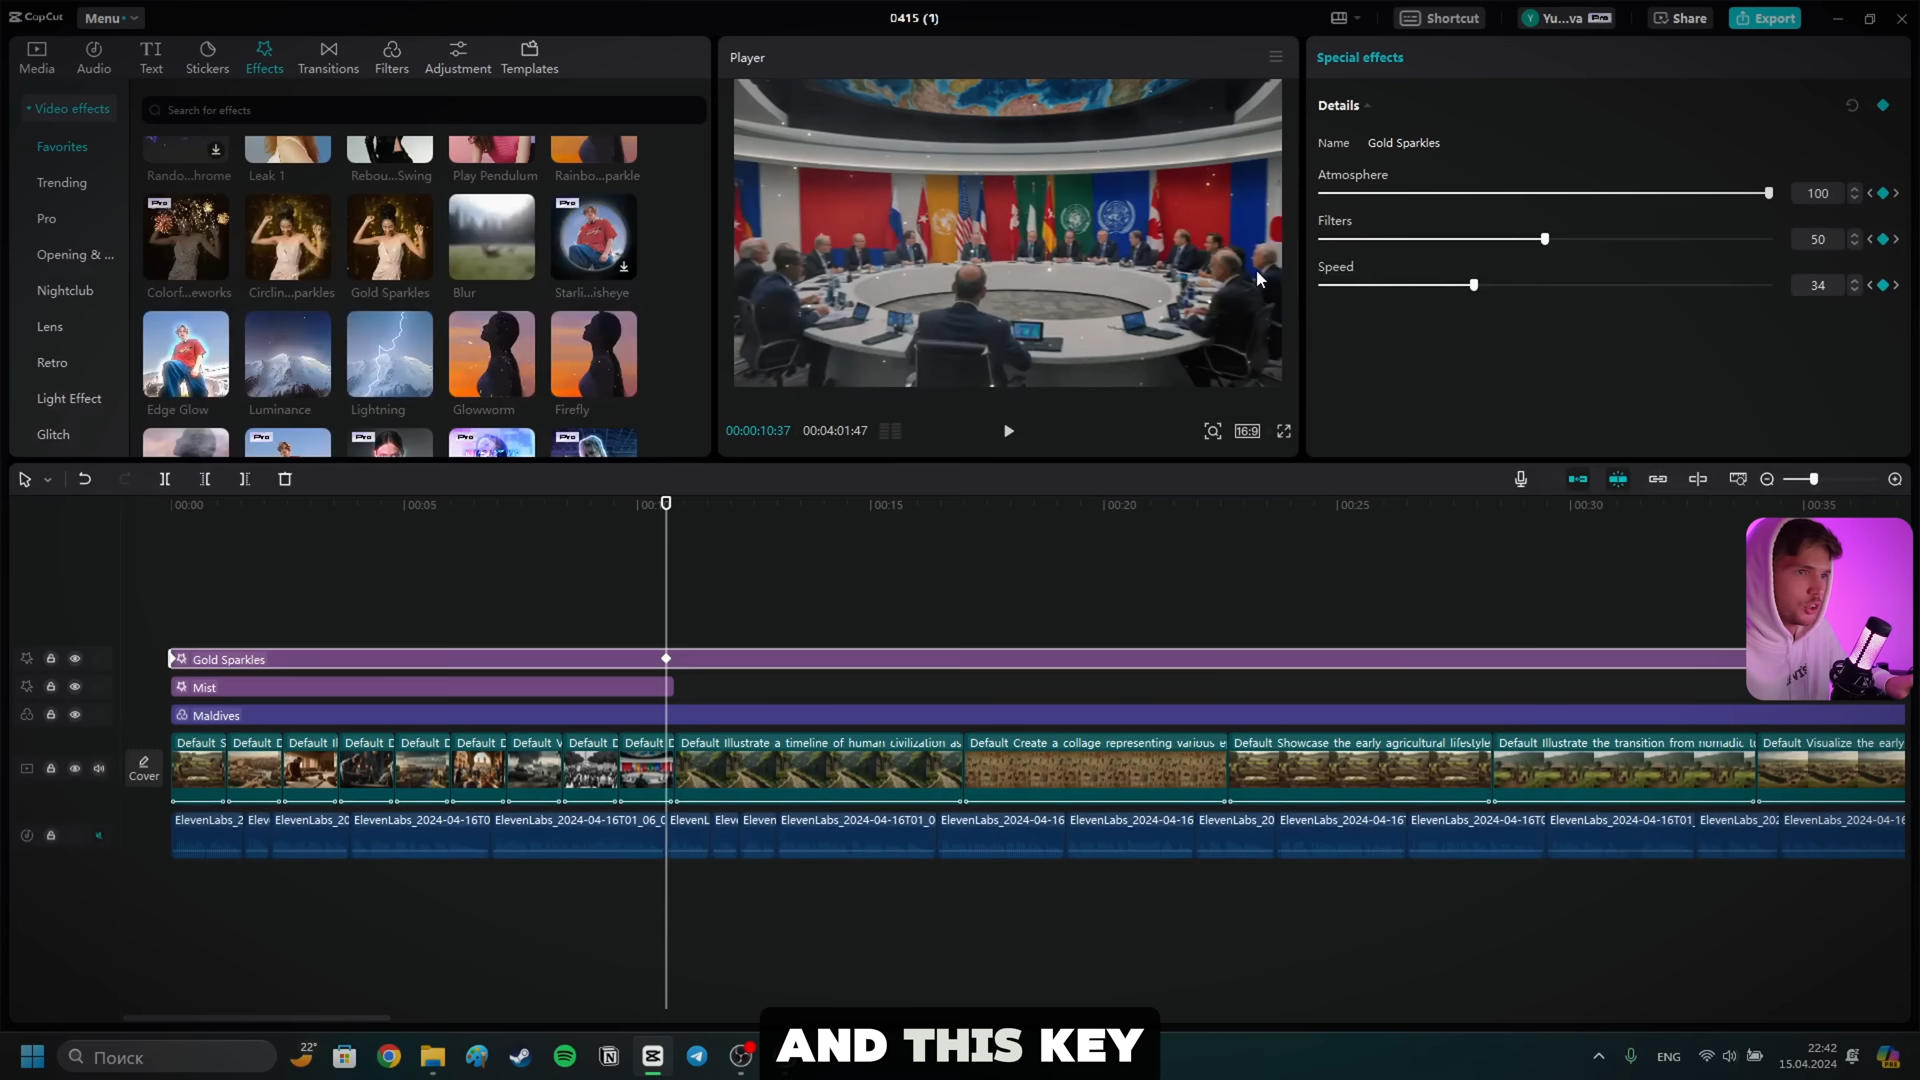 CapCut
Menu
0415 (1)
Shortcut
Y
Yu...va
Pro
Share
Export
Media
Audio
TI
Text
Stickers
Effects
Transitions
Filters
Adjustment
Templates
Player
Special effects
Video effects
Search for effects
Details
Favorites
Trending
Pro
Opening & ...
Nightclub
Lens
Retro
Light Effect
Glitch
Rando...hrome
Leak 1
Rebou...Swing
Play Pendulum
Rainbo...parkle
Pro
Pro
Colorf...eworks
Circlin...parkles
Gold Sparkles
Blur
Starli...isheye
Edge Glow
Luminance
Lightning
Glowworm
Firefly
Pro
Pro
Pro
Pro
Name Gold Sparkles
Atmosphere
100
Filters
50
Speed
34
00:00:10:37 00:04:01:47
16:9
00:00
00:05
00:
00:15
00:20
00:25
00:30
00:35
Gold Sparkles
Mist
Maldives
Cover
Default S
Default D
Default Il
Default D
Default D
Default D
Default V
Default D
Default D
Default Illustrate a timeline of human civilization as
Default Create a collage representing various e
Default Showcase the early agricultural lifestyle
Default Illustrate the transition from nomadic to
Default Visualize the early
ElevenLabs_2
Eleve
ElevenLabs_20
ElevenLabs_2024-04-16T0
ElevenLabs_2024-04-16T01_06_0
ElevenL
Eleve
Eleven
ElevenLabs_2024-04-16T01_0
ElevenLabs_2024-04-16
ElevenLabs_2024-04-16
ElevenLabs_20
ElevenLabs_2024-04-16T
ElevenLabs_2024-04-16T0
ElevenLabs_2024-04-16T01_
ElevenLabs_202
ElevenLabs_2024-04-16
AND THIS KEY
Поиск
22°
ENG
22:42
15.04.2024